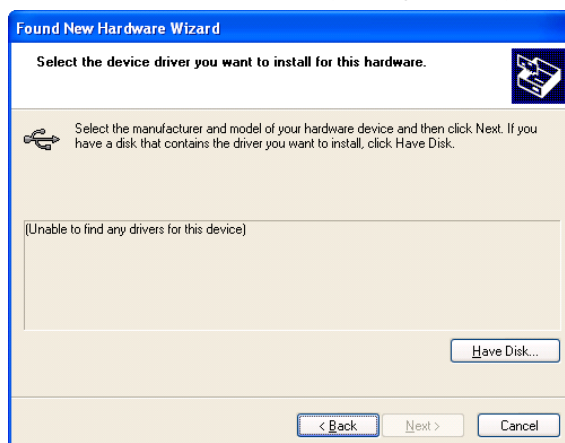 Found New Hardware Wizard
Select the device driver you want to install for this hardware.
Select the manufacturer and model of your hardware device and then click Next. If you
have a disk that contains the driver you want to install, click Have Disk.
(Unable to find any drivers for this device)
Have Disk...
< Back
Next >
Cancel